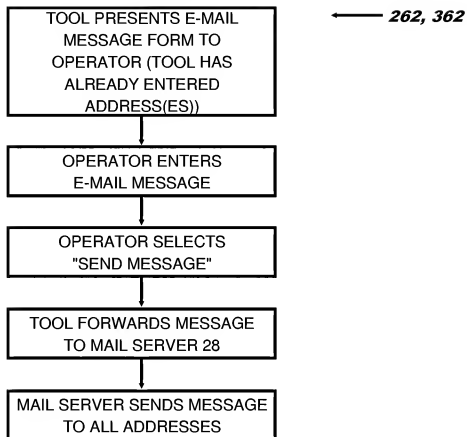 TOOL PRESENTS E-MAIL
MESSAGE FORM TO
OPERATOR (TOOL HAS
ALREADY ENTERED
ADDRESS(ES))
262, 362
OPERATOR ENTERS
E-MAIL MESSAGE
OPERATOR SELECTS
"SEND MESSAGE"
TOOL FORWARDS MESSAGE
TO MAIL SERVER 28
MAIL SERVER SENDS MESSAGE
TO ALL ADDRESSES